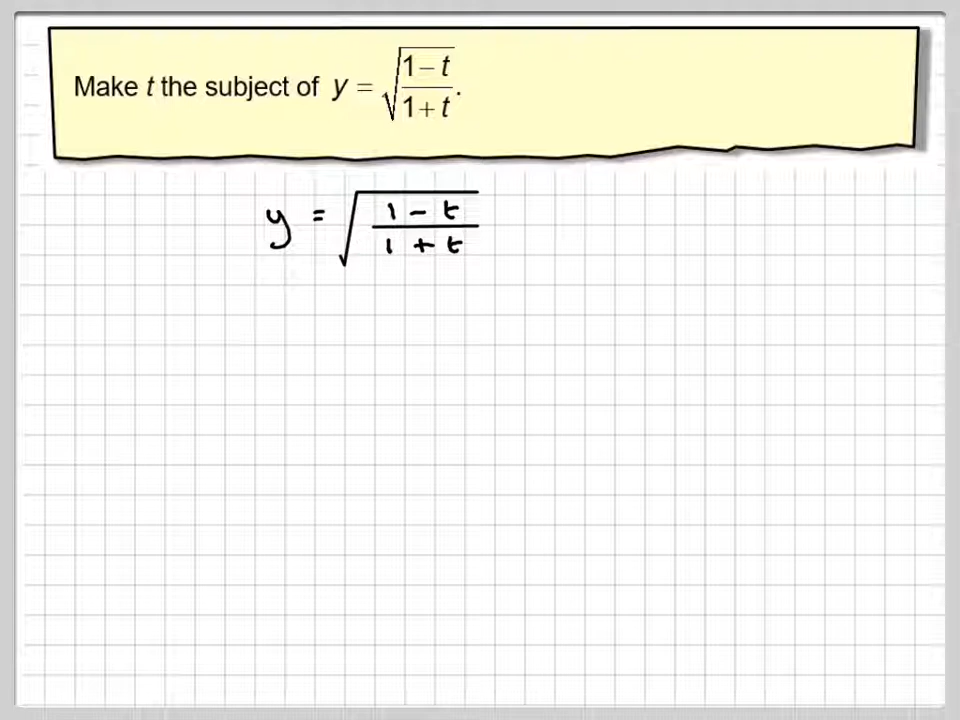 Make t the subject of y = √((1 − t)/(1 + t)).
y = √((1 − t)/(1 + t))